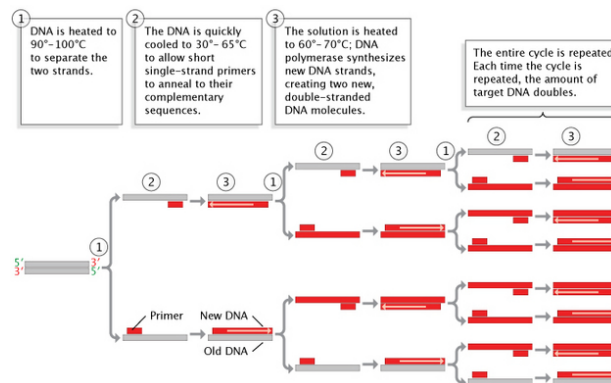 1
DNA is heated to
90°-100°C
to separate the
two strands.
2
The DNA is quickly
cooled to 30°-65°C
to allow short
single-strand primers
to anneal to their
complementary
sequences.
3
The solution is heated
to 60°-70°C; DNA
polymerase synthesizes
new DNA strands,
creating two new,
double-stranded
DNA molecules.
The entire cycle is repeated.
Each time the cycle is
repeated, the amount of
target DNA doubles.
2 3
2 3 1
2 3 1
1
5′ 3′
3′ 5′
Primer New DNA
Old DNA